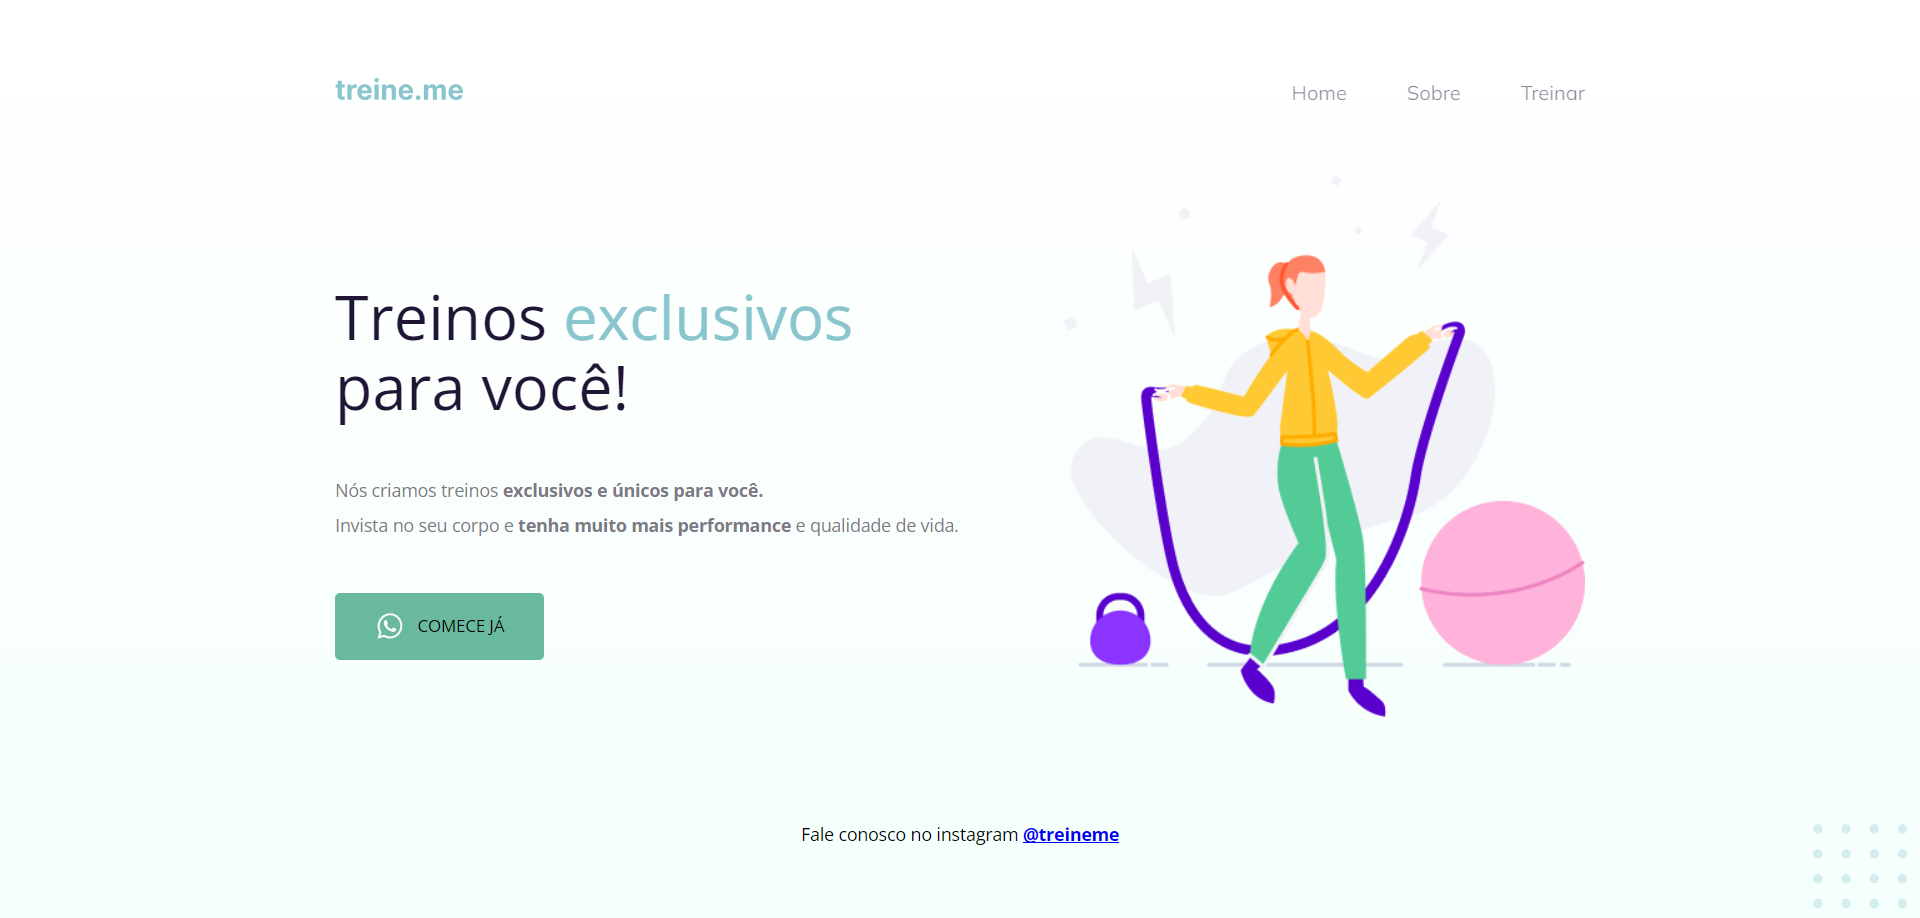 treine.me
Home Sobre Treinar
Treinos exclusivos
para você!
Nós criamos treinos exclusivos e únicos para você.
Invista no seu corpo e tenha muito mais performance e qualidade de vida.
COMECE JÁ
Fale conosco no instagram @treineme